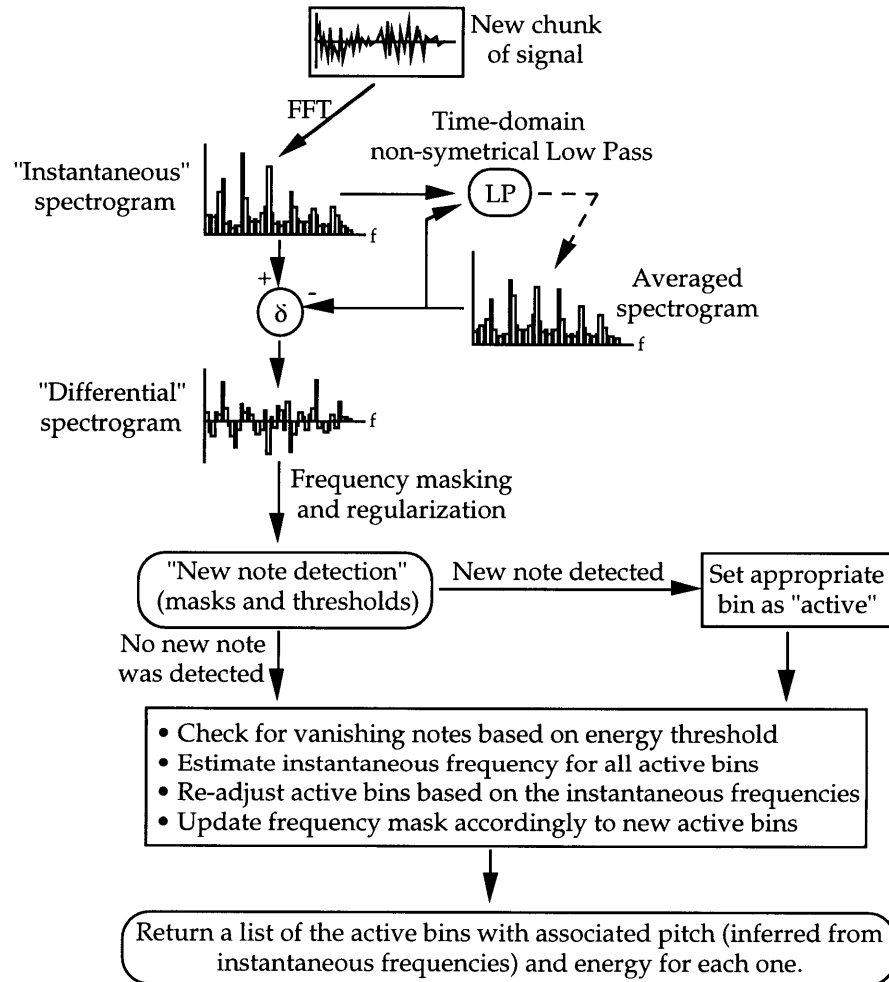 New chunk
of signal
FFT
Time-domain
non-symetrical Low Pass
"Instantaneous"
spectrogram
LP
f
+
-
δ
Averaged
spectrogram
f
"Differential"
spectrogram
f
Frequency masking
and regularization
"New note detection"
(masks and thresholds)
New note detected
Set appropriate
bin as "active"
No new note
was detected
• Check for vanishing notes based on energy threshold
• Estimate instantaneous frequency for all active bins
• Re-adjust active bins based on the instantaneous frequencies
• Update frequency mask accordingly to new active bins
Return a list of the active bins with associated pitch (inferred from
instantaneous frequencies) and energy for each one.